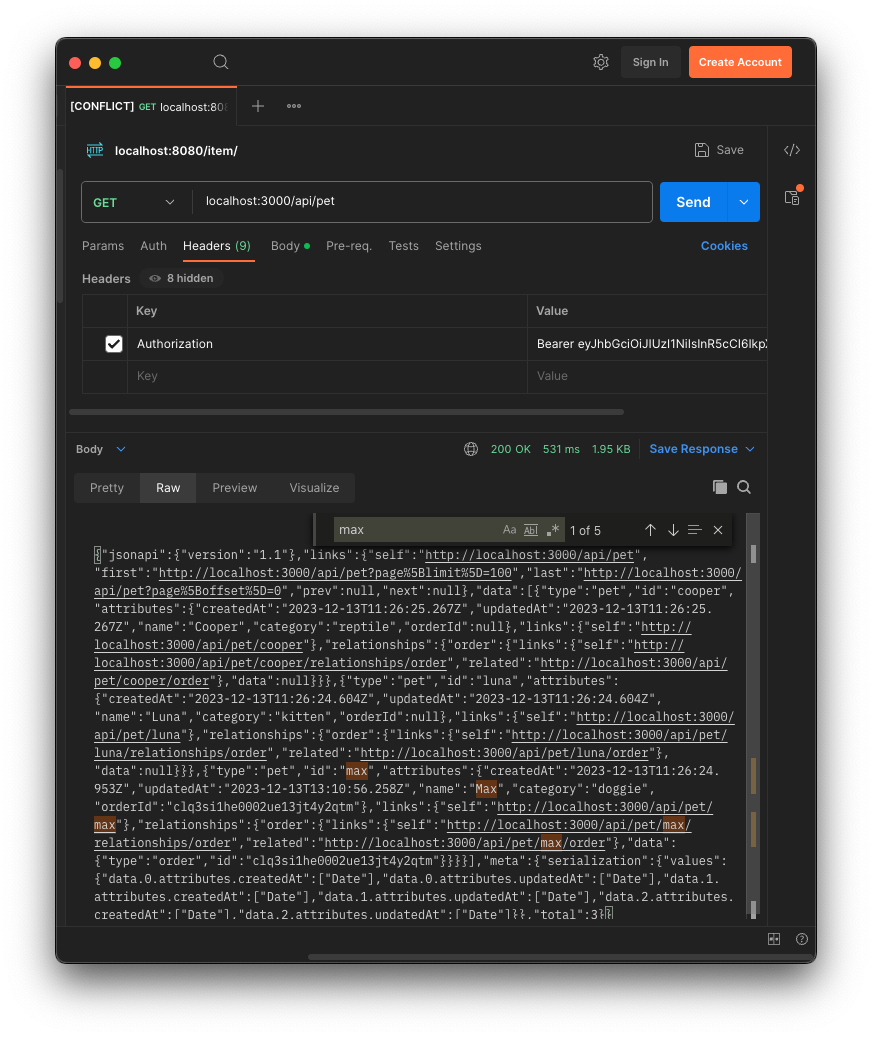 Sign In
Create Account
[CONFLICT] GET localhost:808
HTTP localhost:8080/item/
Save
</>
GET
localhost:3000/api/pet
Send
Params Auth Headers (9) Body Pre-req. Tests Settings
Cookies
Headers 8 hidden
Key Value
Authorization Bearer eyJhbGciOiJIUzI1NiIsInR5cCI6IkpX
Key Value
Body
200 OK 531 ms 1.95 KB Save Response
Pretty Raw Preview Visualize
max Aa Abl .* 1 of 5
{"jsonapi":{"version":"1.1"},"links":{"self":"http://localhost:3000/api/pet",
"first":"http://localhost:3000/api/pet?page%5Blimit%5D=100","last":"http://localhost:3000/
api/pet?page%5Boffset%5D=0","prev":null,"next":null},"data":[{"type":"pet","id":"cooper",
"attributes":{"createdAt":"2023-12-13T11:26:25.267Z","updatedAt":"2023-12-13T11:26:25.
267Z","name":"Cooper","category":"reptile","orderId":null},"links":{"self":"http://
localhost:3000/api/pet/cooper"},"relationships":{"order":{"links":{"self":"http://
localhost:3000/api/pet/cooper/relationships/order","related":"http://localhost:3000/api/
pet/cooper/order"},"data":null}}},{"type":"pet","id":"luna","attributes":
{"createdAt":"2023-12-13T11:26:24.604Z","updatedAt":"2023-12-13T11:26:24.604Z",
"name":"Luna","category":"kitten","orderId":null},"links":{"self":"http://localhost:3000/
api/pet/luna"},"relationships":{"order":{"links":{"self":"http://localhost:3000/api/pet/
luna/relationships/order","related":"http://localhost:3000/api/pet/luna/order"},
"data":null}}},{"type":"pet","id":"max","attributes":{"createdAt":"2023-12-13T11:26:24.
953Z","updatedAt":"2023-12-13T13:10:56.258Z","name":"Max","category":"doggie",
"orderId":"clq3si1he0002ue13jt4y2qtm"},"links":{"self":"http://localhost:3000/api/pet/
max"},"relationships":{"order":{"links":{"self":"http://localhost:3000/api/pet/max/
relationships/order","related":"http://localhost:3000/api/pet/max/order"},"data":
{"type":"order","id":"clq3si1he0002ue13jt4y2qtm"}}}}],"meta":{"serialization":{"values":
{"data.0.attributes.createdAt":["Date"],"data.0.attributes.updatedAt":["Date"],"data.1.
attributes.createdAt":["Date"],"data.1.attributes.updatedAt":["Date"],"data.2.attributes.
createdAt":["Date"],"data.2.attributes.updatedAt":["Date"]}},"total":3}}